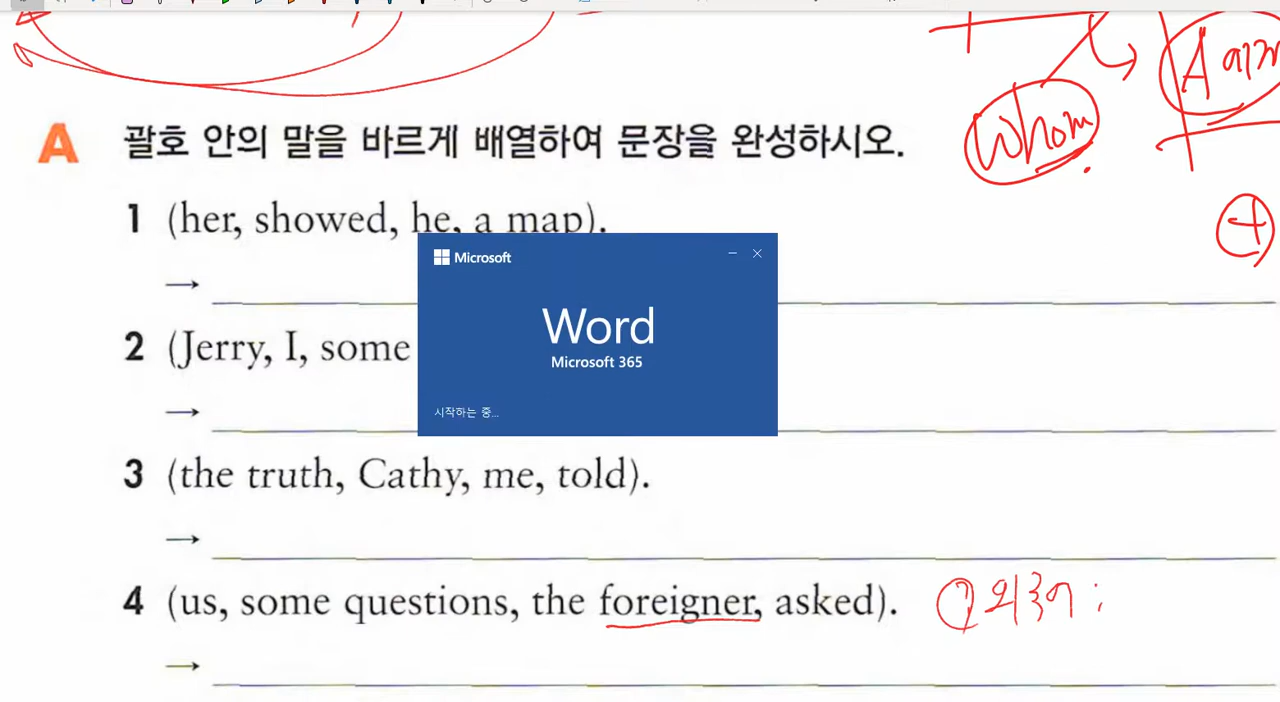 Whom
A
A 괄호 안의 말을 바르게 배열하여 문장을 완성하시오.
1 (her, showed, he, a map).
→
2 (Jerry, I, some
→
Microsoft
Word
Microsoft 365
시작하는 중...
3 (the truth, Cathy, me, told).
→
4 (us, some questions, the foreigner, asked).
→